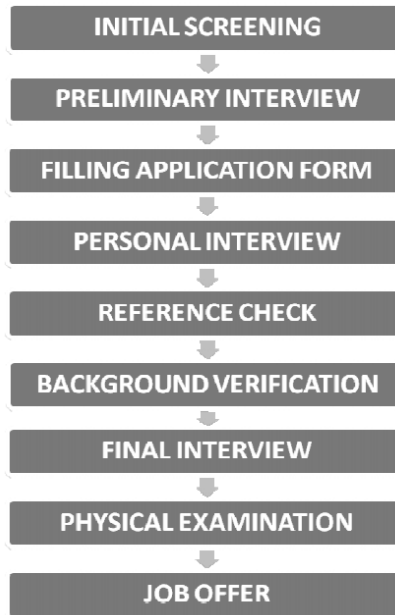 INITIAL SCREENING
PRELIMINARY INTERVIEW
FILLING APPLICATION FORM
PERSONAL INTERVIEW
REFERENCE CHECK
BACKGROUND VERIFICATION
FINAL INTERVIEW
PHYSICAL EXAMINATION
JOB OFFER